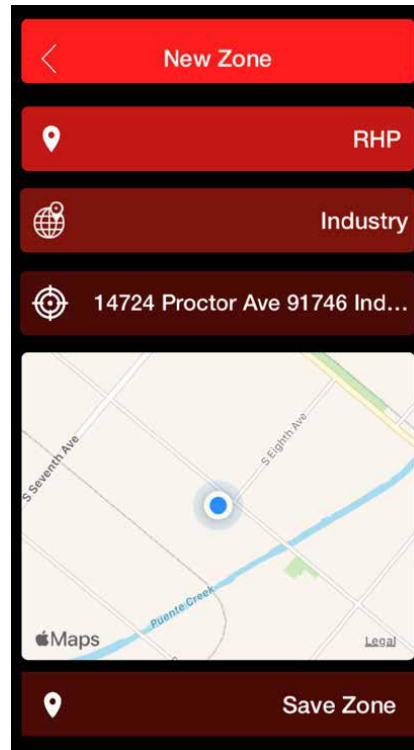 New Zone
RHP
Industry
14724 Proctor Ave 91746 Ind...
S Seventh Ave
S Eighth Ave
Puente Creek
Maps
Legal
Save Zone